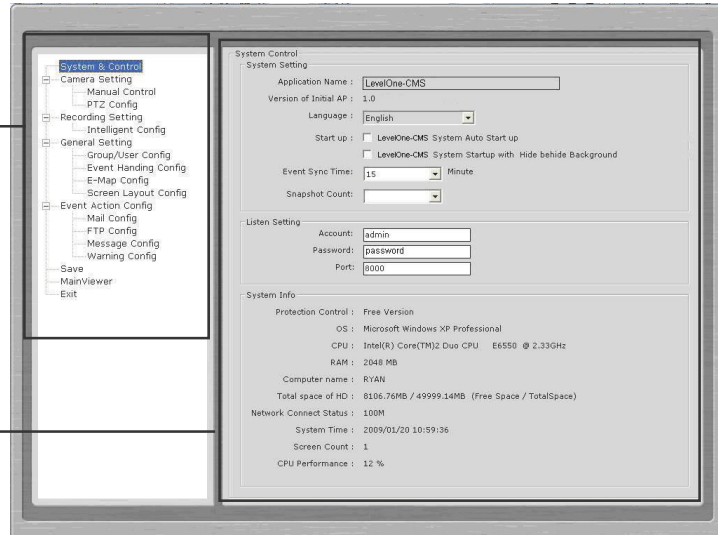 System & Control
Camera Setting
Manual Control
PTZ Config
Recording Setting
Intelligent Config
General Setting
Group/User Config
Event Handing Config
E-Map Config
Screen Layout Config
Event Action Config
Mail Config
FTP Config
Message Config
Warning Config
Save
MainViewer
Exit
System Control
System Setting
Application Name : LevelOne-CMS
Version of Initial AP : 1.0
Language : English
Start up : LevelOne-CMS System Auto Start up
LevelOne-CMS System Startup with Hide behide Background
Event Sync Time: 15 Minute
Snapshot Count:
Listen Setting
Account: admin
Password: password
Port: 8000
System Info
Protection Control : Free Version
OS : Microsoft Windows XP Professional
CPU : Intel(R) Core(TM)2 Duo CPU E6550 @ 2.33GHz
RAM : 2048 MB
Computer name : RYAN
Total space of HD : 8106.76MB / 49999.14MB (Free Space / TotalSpace)
Network Connect Status : 100M
System Time : 2009/01/20 10:59:36
Screen Count : 1
CPU Performance : 12 %